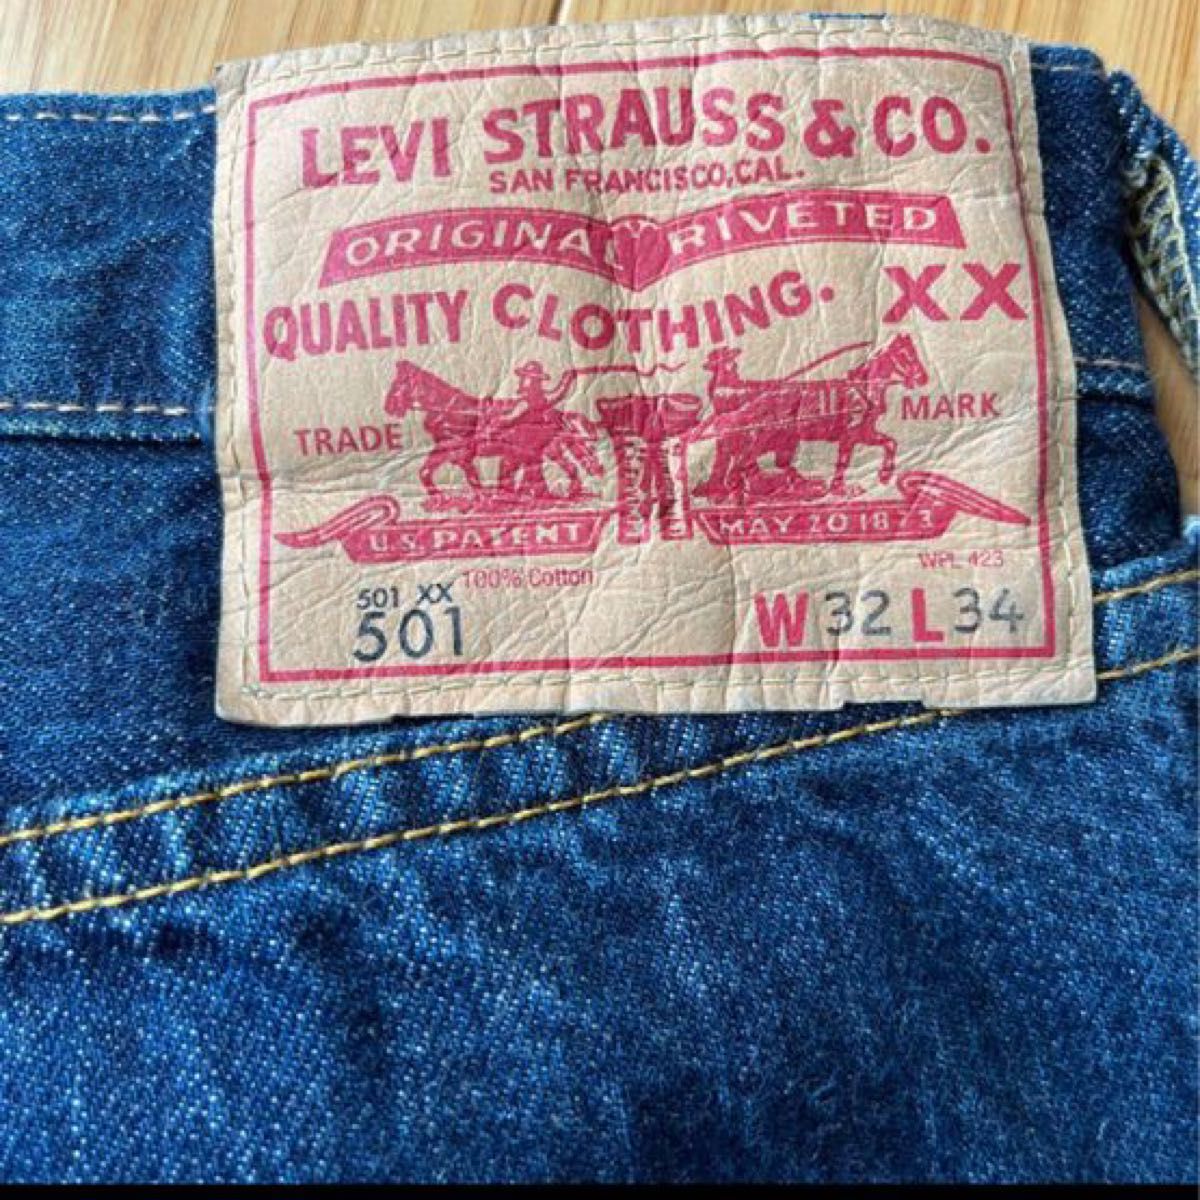 LEVI STRAUSS & CO.
SAN FRANCISCO, CAL.
ORIGINAL RIVETED
QUALITY CLOTHING. XX
TRADE MARK
U.S. PATENT MAY 20 1873
WPL 423
501 XX 100% Cotton
501 W 32 L 34